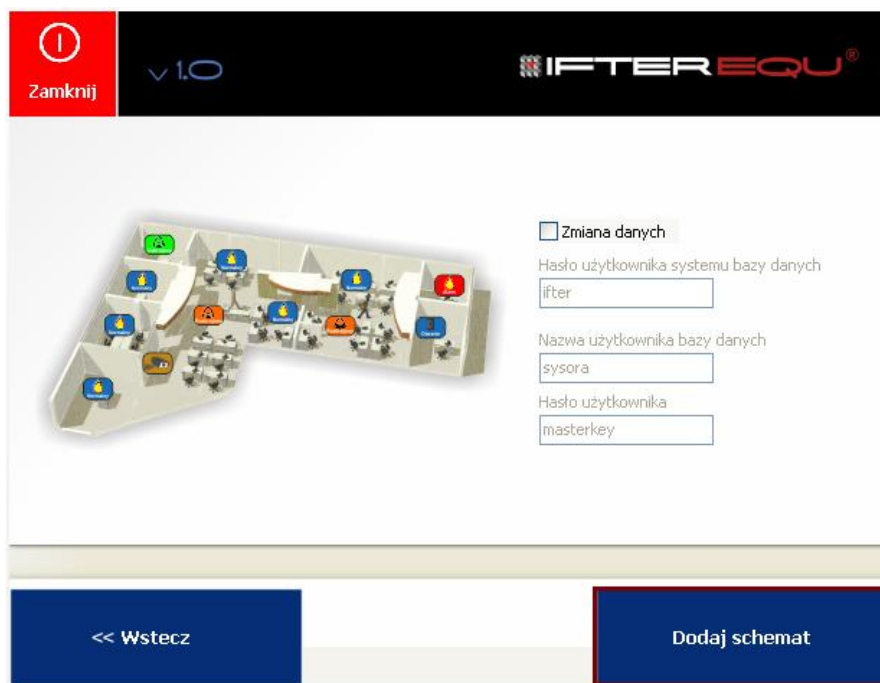 Zamknij
v 1.0
IFTER EQU®
Zmiana danych
Hasło użytkownika systemu bazy danych
ifter
Nazwa użytkownika bazy danych
sysora
Hasło użytkownika
masterkey
<< Wstecz
Dodaj schemat